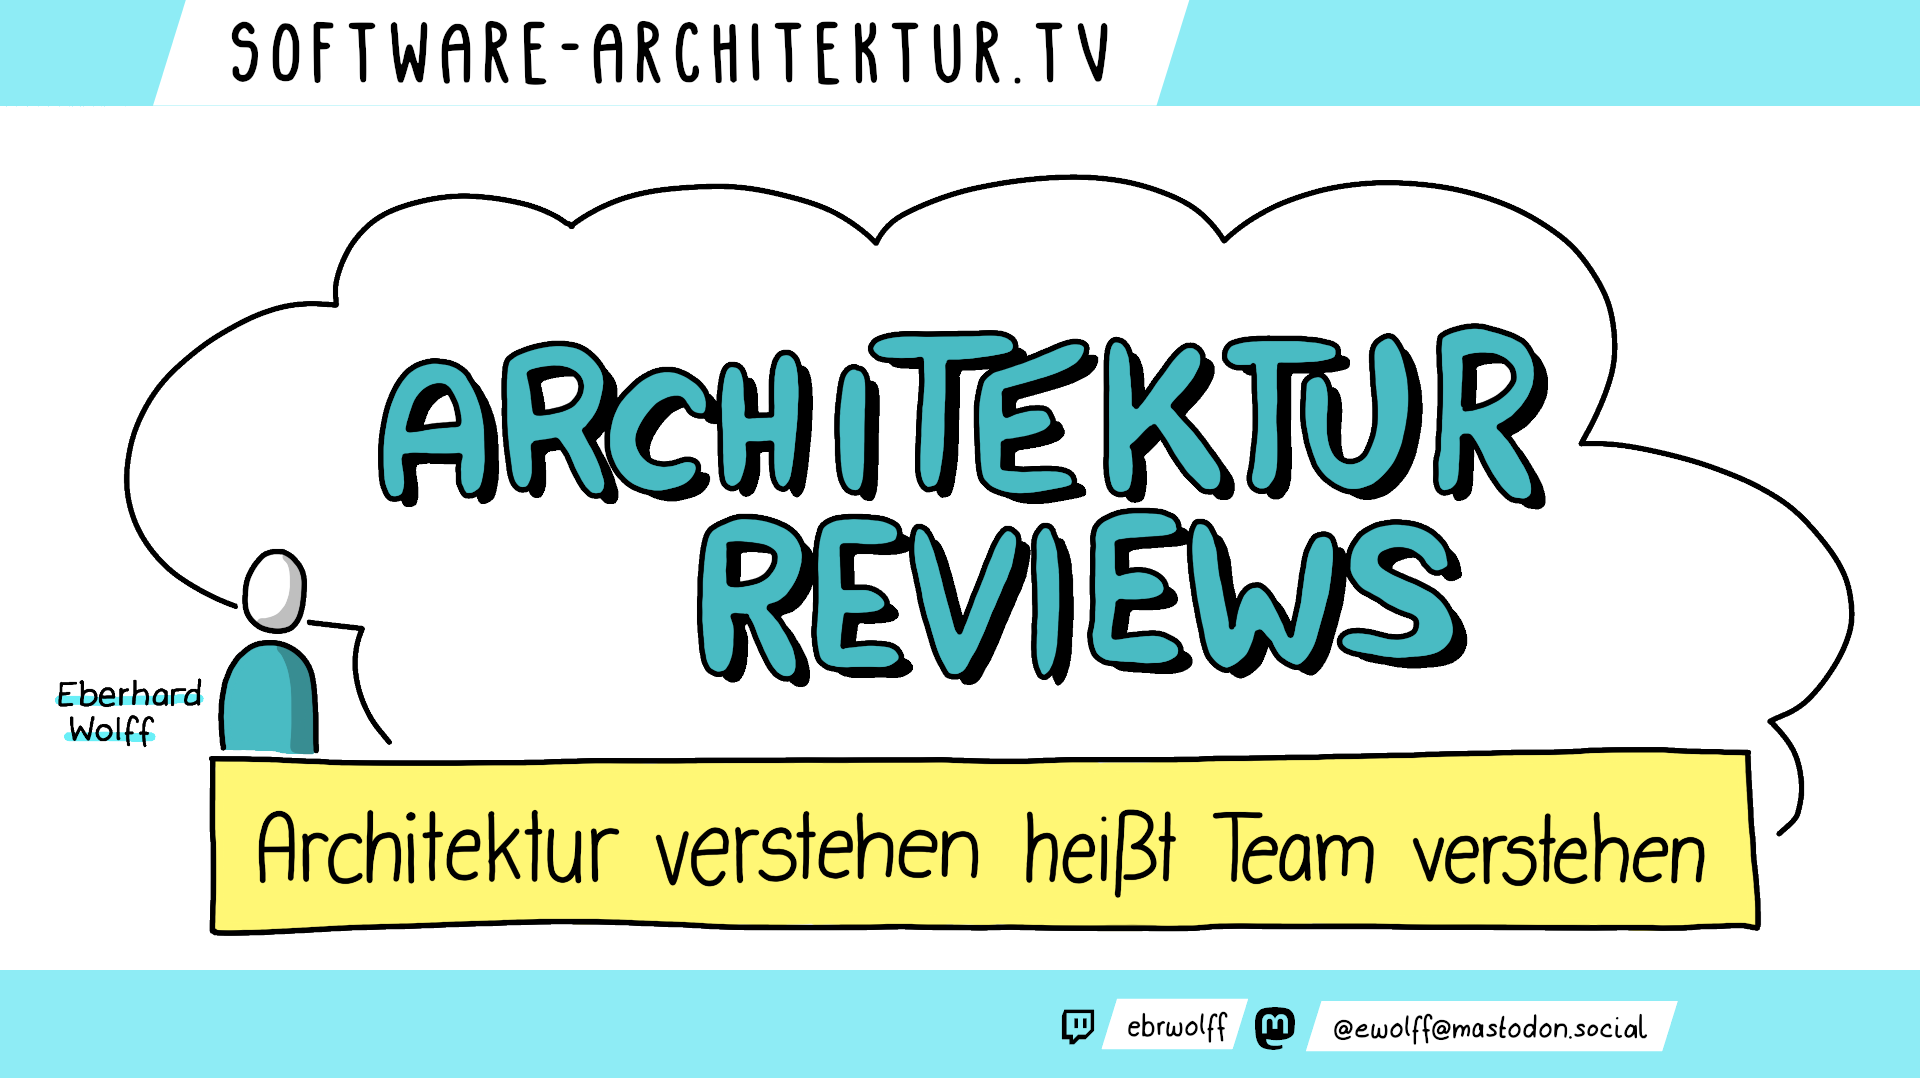 SOFTWARE-ARCHITEKTUR.TV
ARCHITEKTUR
REVIEWS
Eberhard
Wolff
Architektur verstehen heißt Team verstehen
ebrwolff
@ewolff@mastodon.social